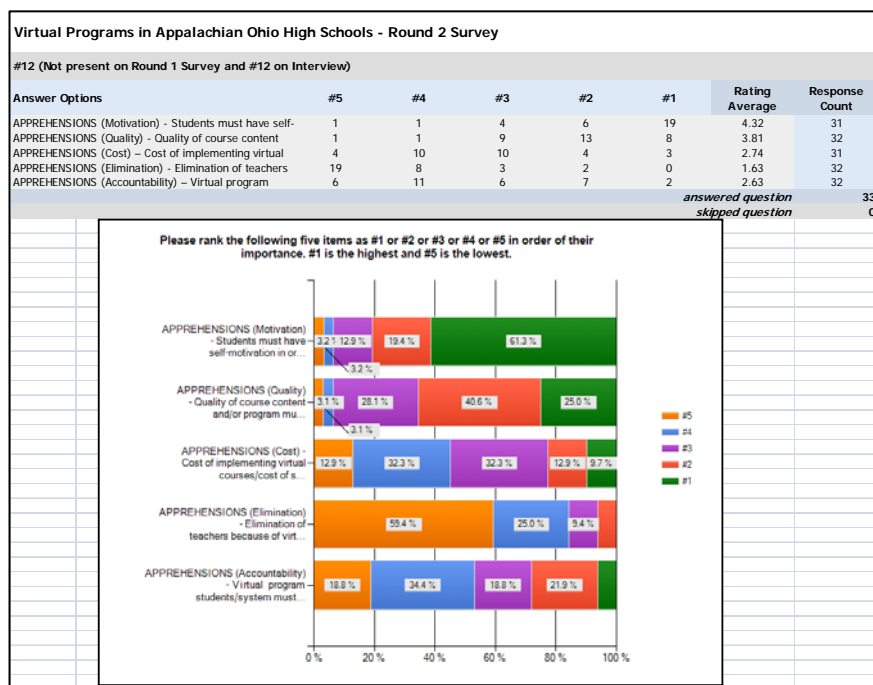 Virtual Programs in Appalachian Ohio High Schools - Round 2 Survey
#12 (Not present on Round 1 Survey and #12 on Interview)
Answer Options #5 #4 #3 #2 #1 Rating Average Response Count
APPREHENSIONS (Motivation) - Students must have self- 1 1 4 6 19 4.32 31
APPREHENSIONS (Quality) - Quality of course content 1 1 9 13 8 3.81 32
APPREHENSIONS (Cost) – Cost of implementing virtual 4 10 10 4 3 2.74 31
APPREHENSIONS (Elimination) - Elimination of teachers 19 8 3 2 0 1.63 32
APPREHENSIONS (Accountability) – Virtual program 6 11 6 7 2 2.63 32
answered question 33
skipped question 0
Please rank the following five items as #1 or #2 or #3 or #4 or #5 in order of their
importance. #1 is the highest and #5 is the lowest.
APPREHENSIONS (Motivation)
- Students must have
self-motivation in or...
3.2 % 12.9 % 19.4 % 61.3 %
3.2 %
APPREHENSIONS (Quality)
- Quality of course content
and/or program mu...
3.1 % 28.1 % 40.6 % 25.0 %
3.1 %
APPREHENSIONS (Cost) -
Cost of implementing virtual
courses/cost of s...
12.9 % 32.3 % 32.3 % 12.9 % 9.7 %
APPREHENSIONS (Elimination)
- Elimination of
teachers because of virt...
59.4 % 25.0 % 9.4 %
APPREHENSIONS (Accountability)
- Virtual program
students/system must...
18.8 % 34.4 % 18.8 % 21.9 %
#5
#4
#3
#2
#1
0 % 20 % 40 % 60 % 80 % 100 %